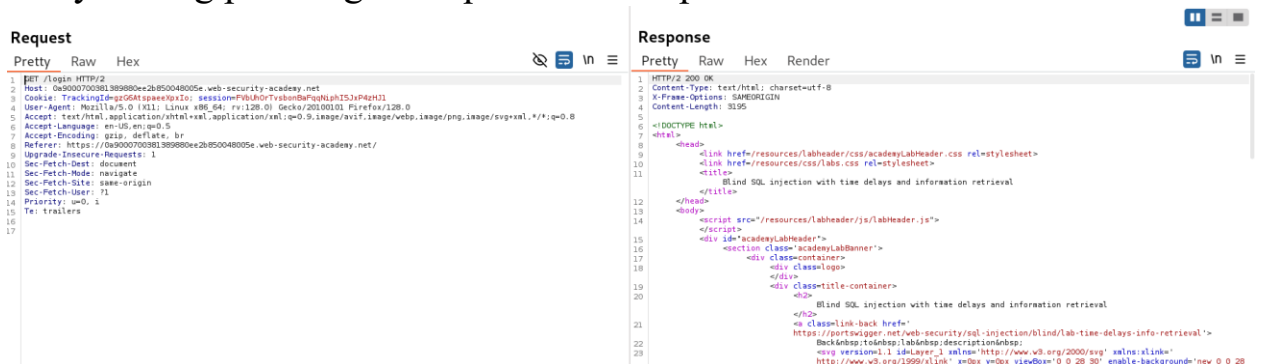 Request
Pretty Raw Hex
\n
1 GET /login HTTP/2
2 Host: 0a9000700381389880ee2b850048005e.web-security-academy.net
3 Cookie: TrackingId=gzG6AtspaeeXpxIo; session=FVbUhOrTvsbonBaFqqNiphI5JxP4zHJ1
4 User-Agent: Mozilla/5.0 (X11; Linux x86_64; rv:128.0) Gecko/20100101 Firefox/128.0
5 Accept: text/html,application/xhtml+xml,application/xml;q=0.9,image/avif,image/webp,image/png,image/svg+xml,*/*;q=0.8
6 Accept-Language: en-US,en;q=0.5
7 Accept-Encoding: gzip, deflate, br
8 Referer: https://0a9000700381389880ee2b850048005e.web-security-academy.net/
9 Upgrade-Insecure-Requests: 1
10 Sec-Fetch-Dest: document
11 Sec-Fetch-Mode: navigate
12 Sec-Fetch-Site: same-origin
13 Sec-Fetch-User: ?1
14 Priority: u=0, i
15 Te: trailers
16
17
Response
Pretty Raw Hex Render
\n
1 HTTP/2 200 OK
2 Content-Type: text/html; charset=utf-8
3 X-Frame-Options: SAMEORIGIN
4 Content-Length: 3195
5
6 <!DOCTYPE html>
7 <html>
8 <head>
9 <link href=/resources/labheader/css/academyLabHeader.css rel=stylesheet>
10 <link href=/resources/css/labs.css rel=stylesheet>
11 <title>
Blind SQL injection with time delays and information retrieval
</title>
12 </head>
13 <body>
14 <script src="/resources/labheader/js/labHeader.js">
</script>
15 <div id="academyLabHeader">
16 <section class='academyLabBanner'>
17 <div class=container>
18 <div class=logo>
</div>
19 <div class=title-container>
20 <h2>
Blind SQL injection with time delays and information retrieval
</h2>
21 <a class=link-back href='
https://portswigger.net/web-security/sql-injection/blind/lab-time-delays-info-retrieval'>
22 Back&nbsp;to&nbsp;lab&nbsp;description&nbsp;
23 <svg version=1.1 id=Layer_1 xmlns='http://www.w3.org/2000/svg' xmlns:xlink='
http://www.w3.org/1999/xlink' x=0px y=0px viewBox='0 0 28 30' enable-background='new 0 0 28